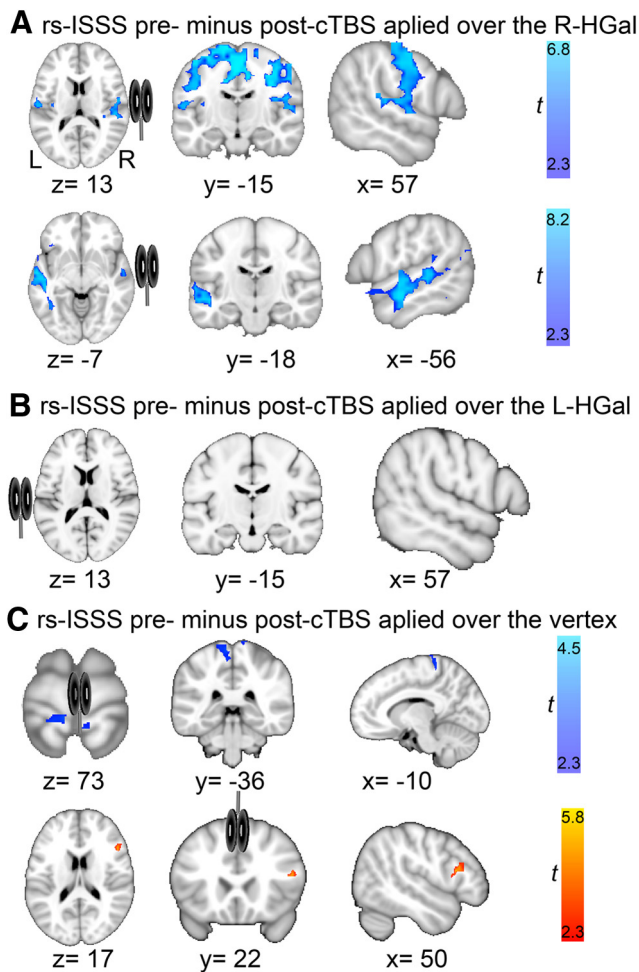 A rs-ISSS pre- minus post-cTBS aplied over the R-HGal
6.8
t
2.3
L R
z= 13 y= -15 x= 57
8.2
t
2.3
z= -7 y= -18 x= -56
B rs-ISSS pre- minus post-cTBS aplied over the L-HGal
z= 13 y= -15 x= 57
C rs-ISSS pre- minus post-cTBS aplied over the vertex
4.5
t
2.3
z= 73 y= -36 x= -10
5.8
t
2.3
z= 17 y= 22 x= 50